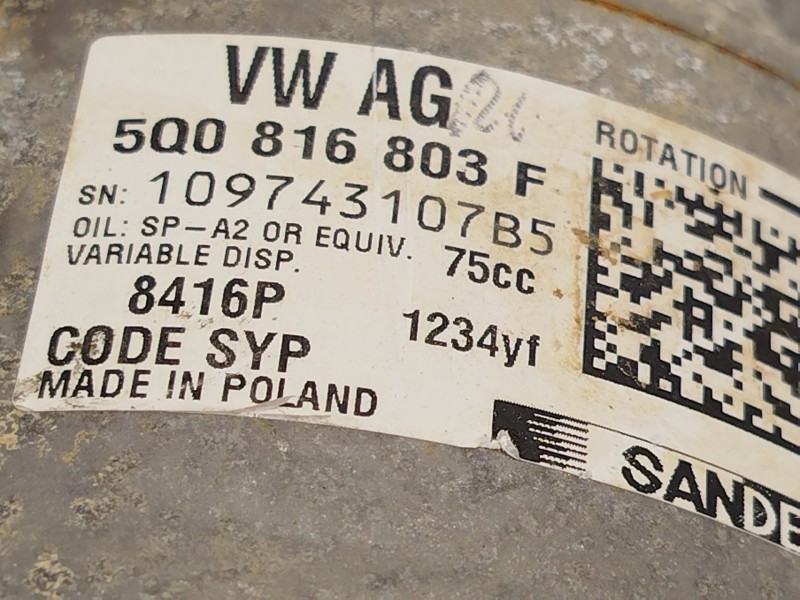 VW AG
5Q0 816 803 F
SN: 109743107B5
OIL: SP-A2 OR EQUIV. 75cc
VARIABLE DISP.
8416P 1234yf
CODE SYP
MADE IN POLAND
ROTATION
SANDE